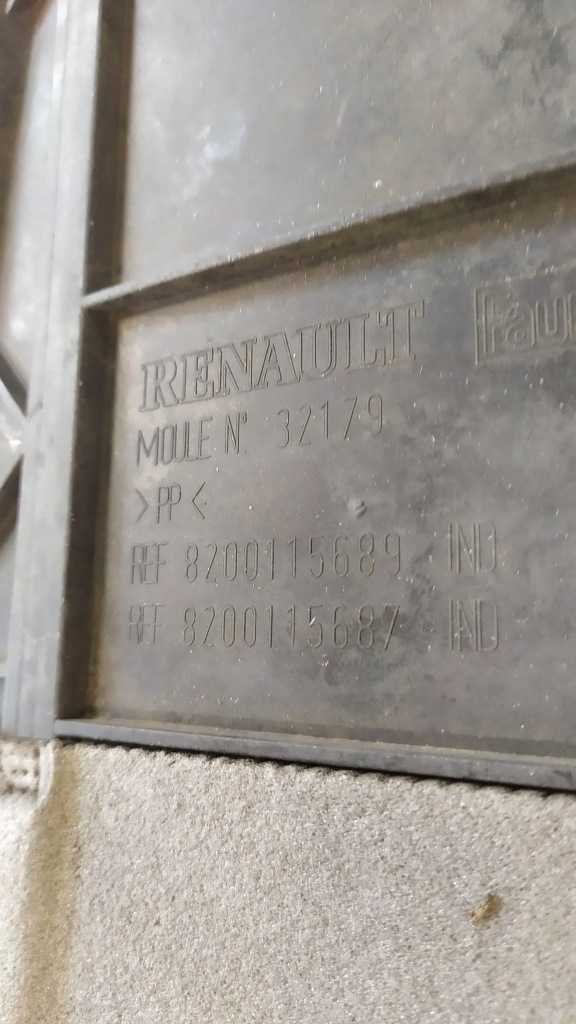 RENAULT
MOULE N° 32179
>PP<
REF 8200115689 IND
REF 8200115687 IND